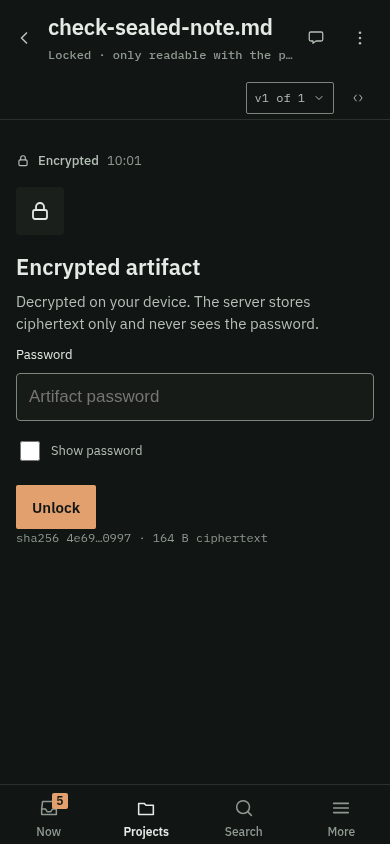 check-sealed-note.md
Locked · only readable with the p…
v1 of 1
Encrypted 10:01
Encrypted artifact
Decrypted on your device. The server stores
ciphertext only and never sees the password.
Password
Artifact password
Show password
Unlock
sha256 4e69…0997 · 164 B ciphertext
5
Now
Projects
Search
More